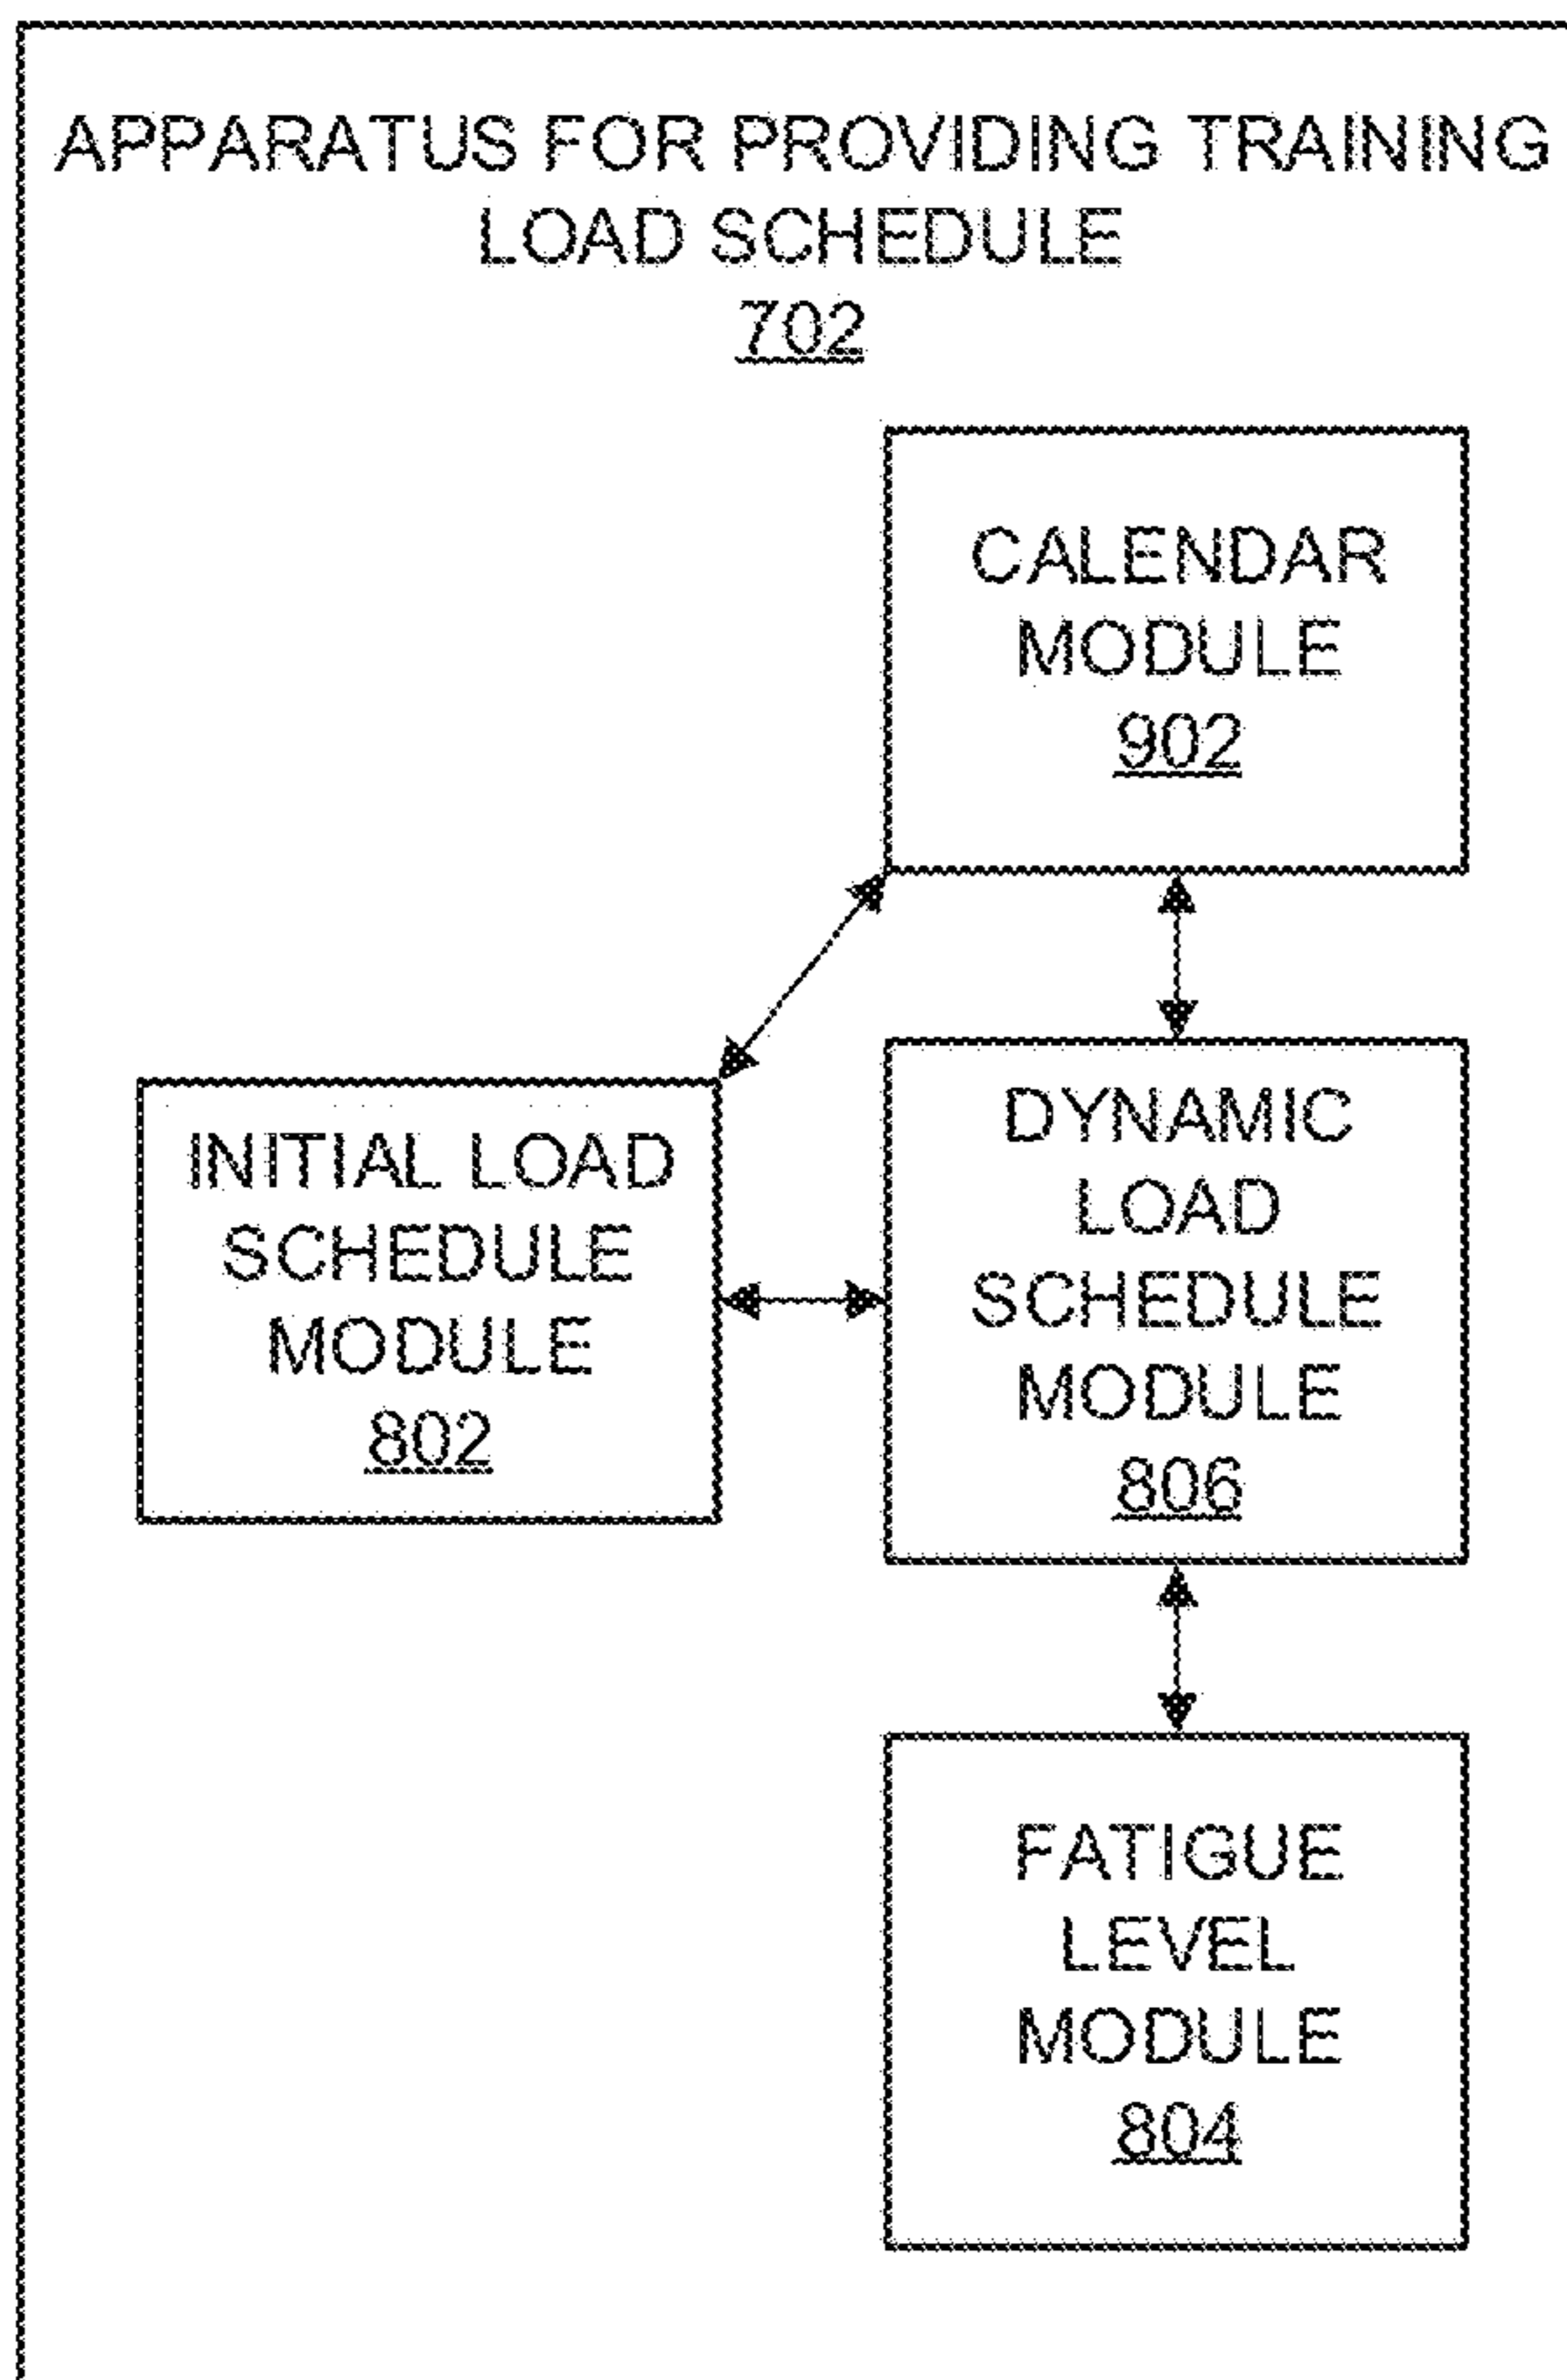 APPARATUS FOR PROVIDING TRAINING
LOAD SCHEDULE
702
CALENDAR
MODULE
902
INITIAL LOAD
SCHEDULE
MODULE
802
DYNAMIC
LOAD
SCHEDULE
MODULE
806
FATIGUE
LEVEL
MODULE
804